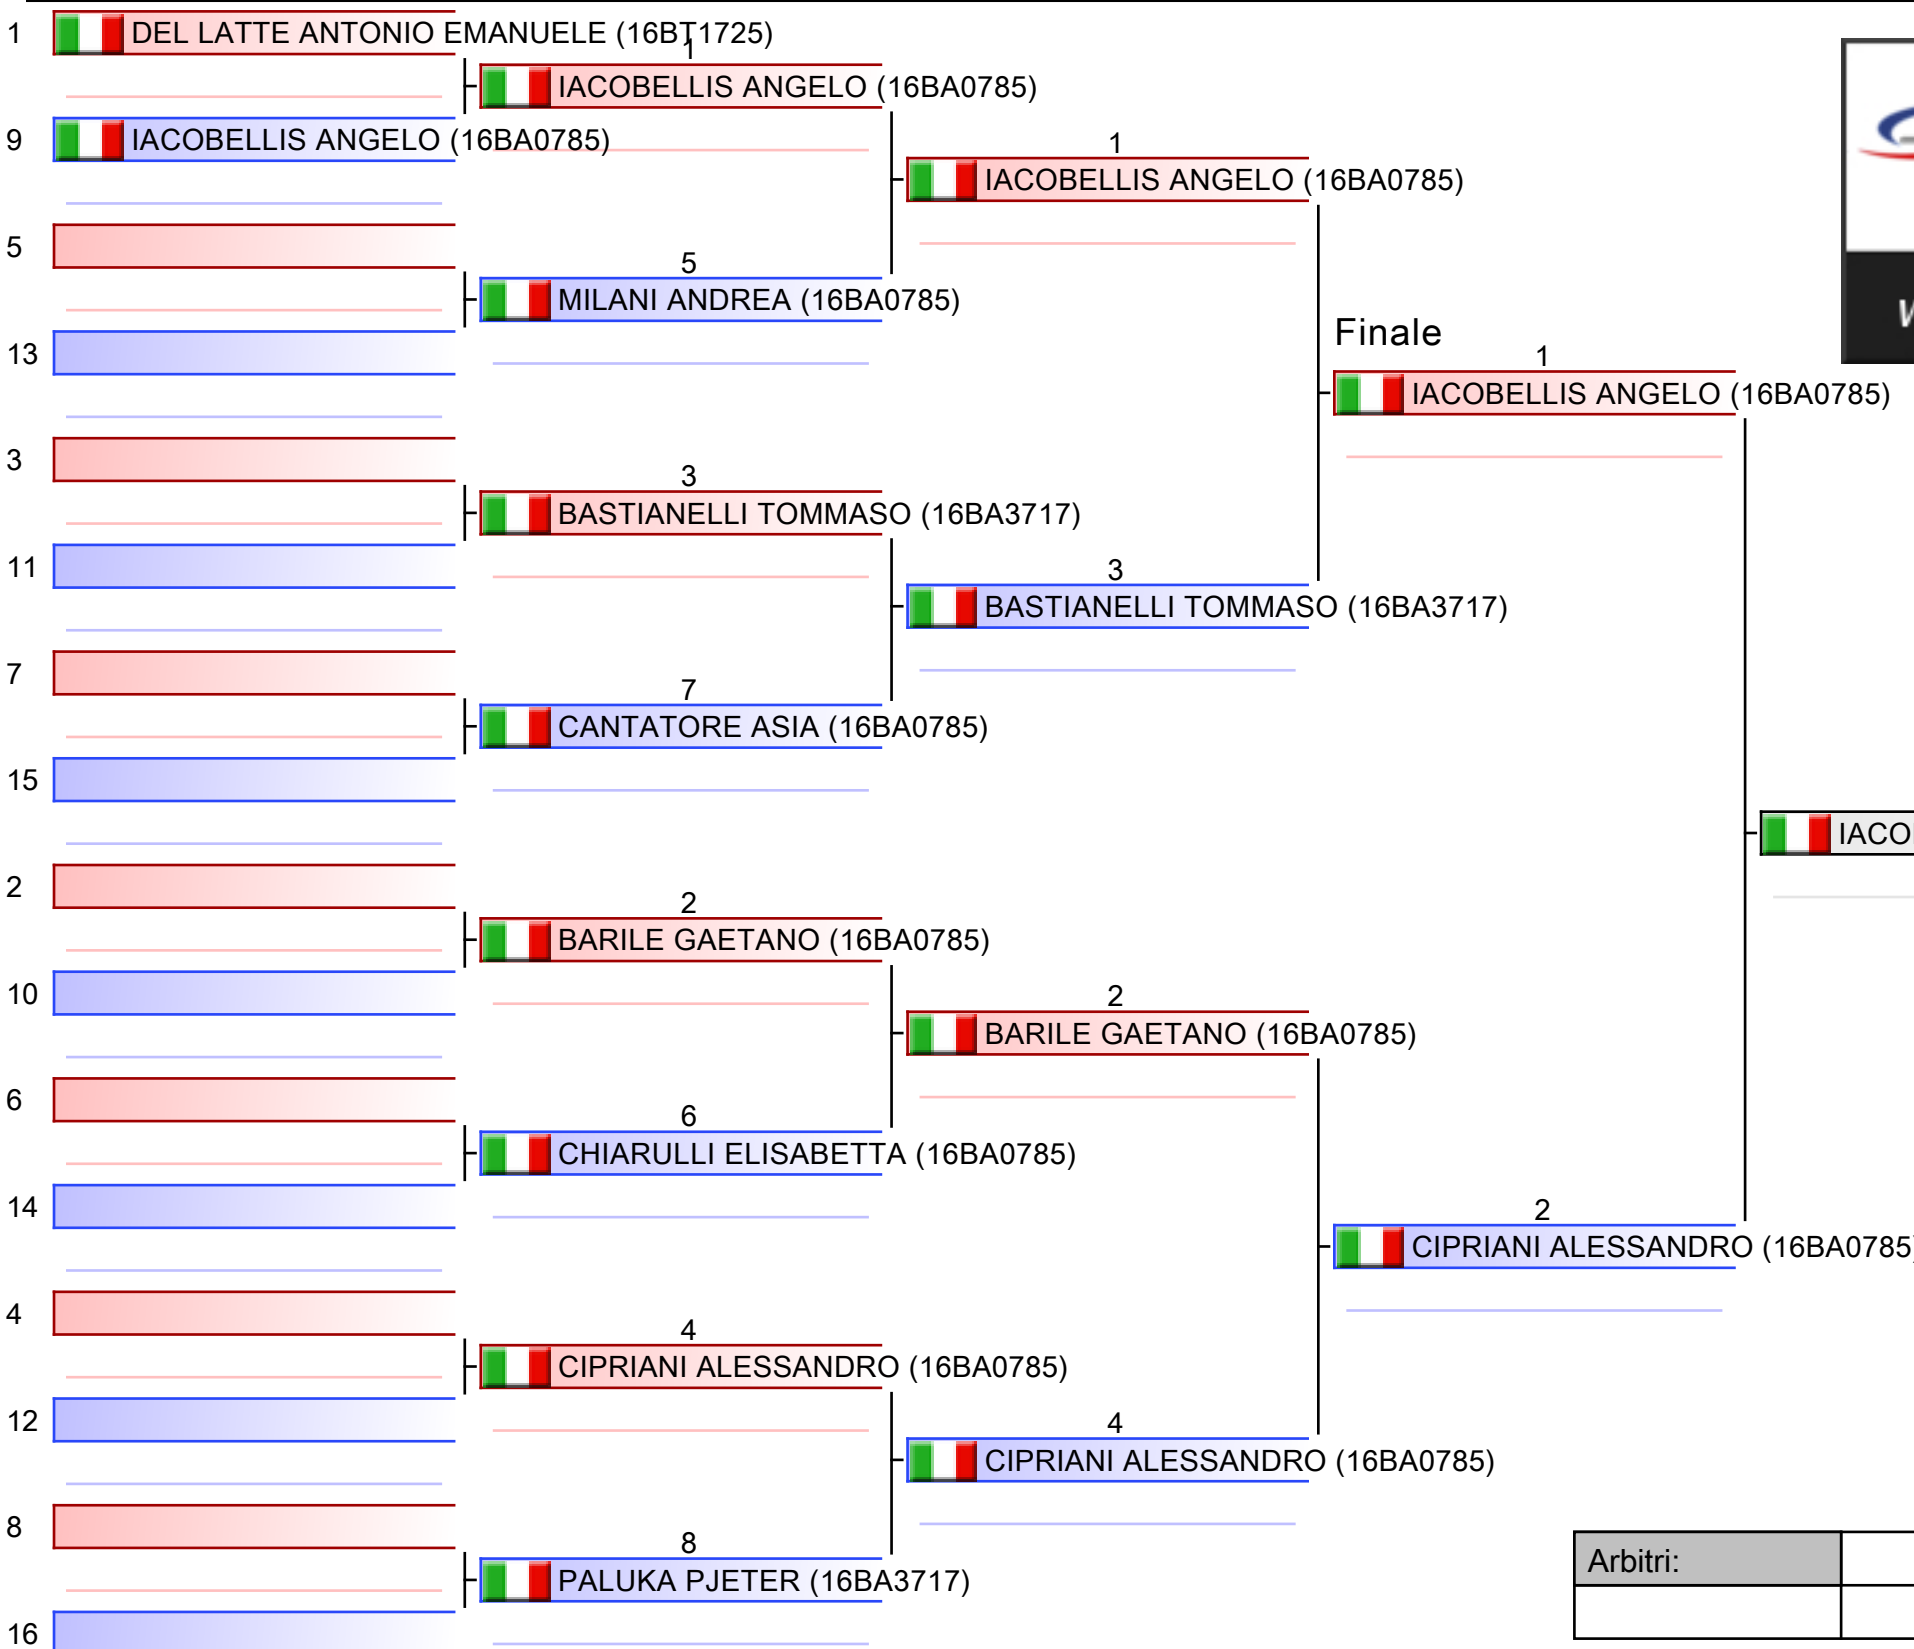 1 DEL LATTE ANTONIO EMANUELE (16BT1725)
1
IACOBELLIS ANGELO (16BA0785)
9 IACOBELLIS ANGELO (16BA0785)
1
IACOBELLIS ANGELO (16BA0785)
5
5
MILANI ANDREA (16BA0785)
Finale
13
1
IACOBELLIS ANGELO (16BA0785)
3
3
BASTIANELLI TOMMASO (16BA3717)
11
3
BASTIANELLI TOMMASO (16BA3717)
7
7
CANTATORE ASIA (16BA0785)
15
IACO
2
2
BARILE GAETANO (16BA0785)
10
2
BARILE GAETANO (16BA0785)
6
6
CHIARULLI ELISABETTA (16BA0785)
14
2
CIPRIANI ALESSANDRO (16BA0785)
4
4
CIPRIANI ALESSANDRO (16BA0785)
12
4
CIPRIANI ALESSANDRO (16BA0785)
8
8
Arbitri:
PALUKA PJETER (16BA3717)
16